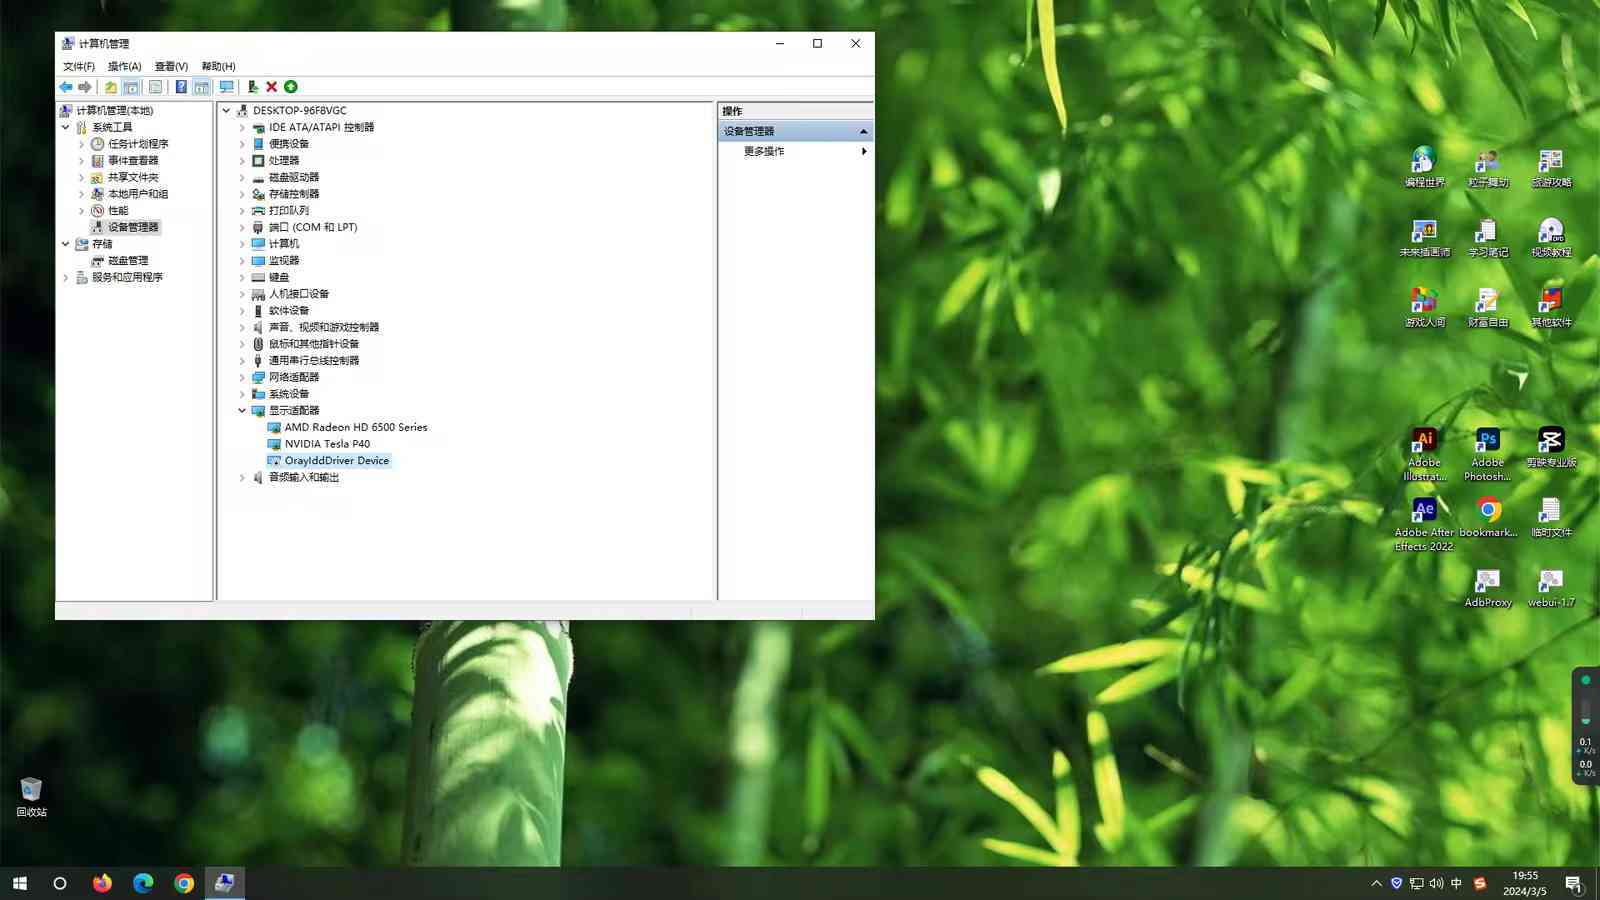 计算机管理
文件(F) 操作(A) 查看(V) 帮助(H)
计算机管理(本地)
系统工具
任务计划程序
事件查看器
共享文件夹
本地用户和组
性能
设备管理器
存储
磁盘管理
服务和应用程序
DESKTOP-96F8VGC
IDE ATA/ATAPI 控制器
便携设备
处理器
磁盘驱动器
存储控制器
打印队列
端口 (COM 和 LPT)
计算机
监视器
键盘
人机接口设备
软件设备
声音、视频和游戏控制器
鼠标和其他指针设备
通用串行总线控制器
网络适配器
系统设备
显示适配器
AMD Radeon HD 6500 Series
NVIDIA Tesla P40
OrayIddDriver Device
音频输入和输出
操作
设备管理器
更多操作
编程世界 粒子舞动 旅游攻略
未来插画师 学习笔记 视频教程
游戏人间 财富自由 其他软件
Ai Ps
Adobe Illustrat...
Adobe Photosh...
剪映专业版
Ae
Adobe After Effects 2022
bookmark...
临时文件
AdbProxy webui-1.7
0.1
K/s
0.0
K/s
回收站
中
19:55
2024/3/5
1